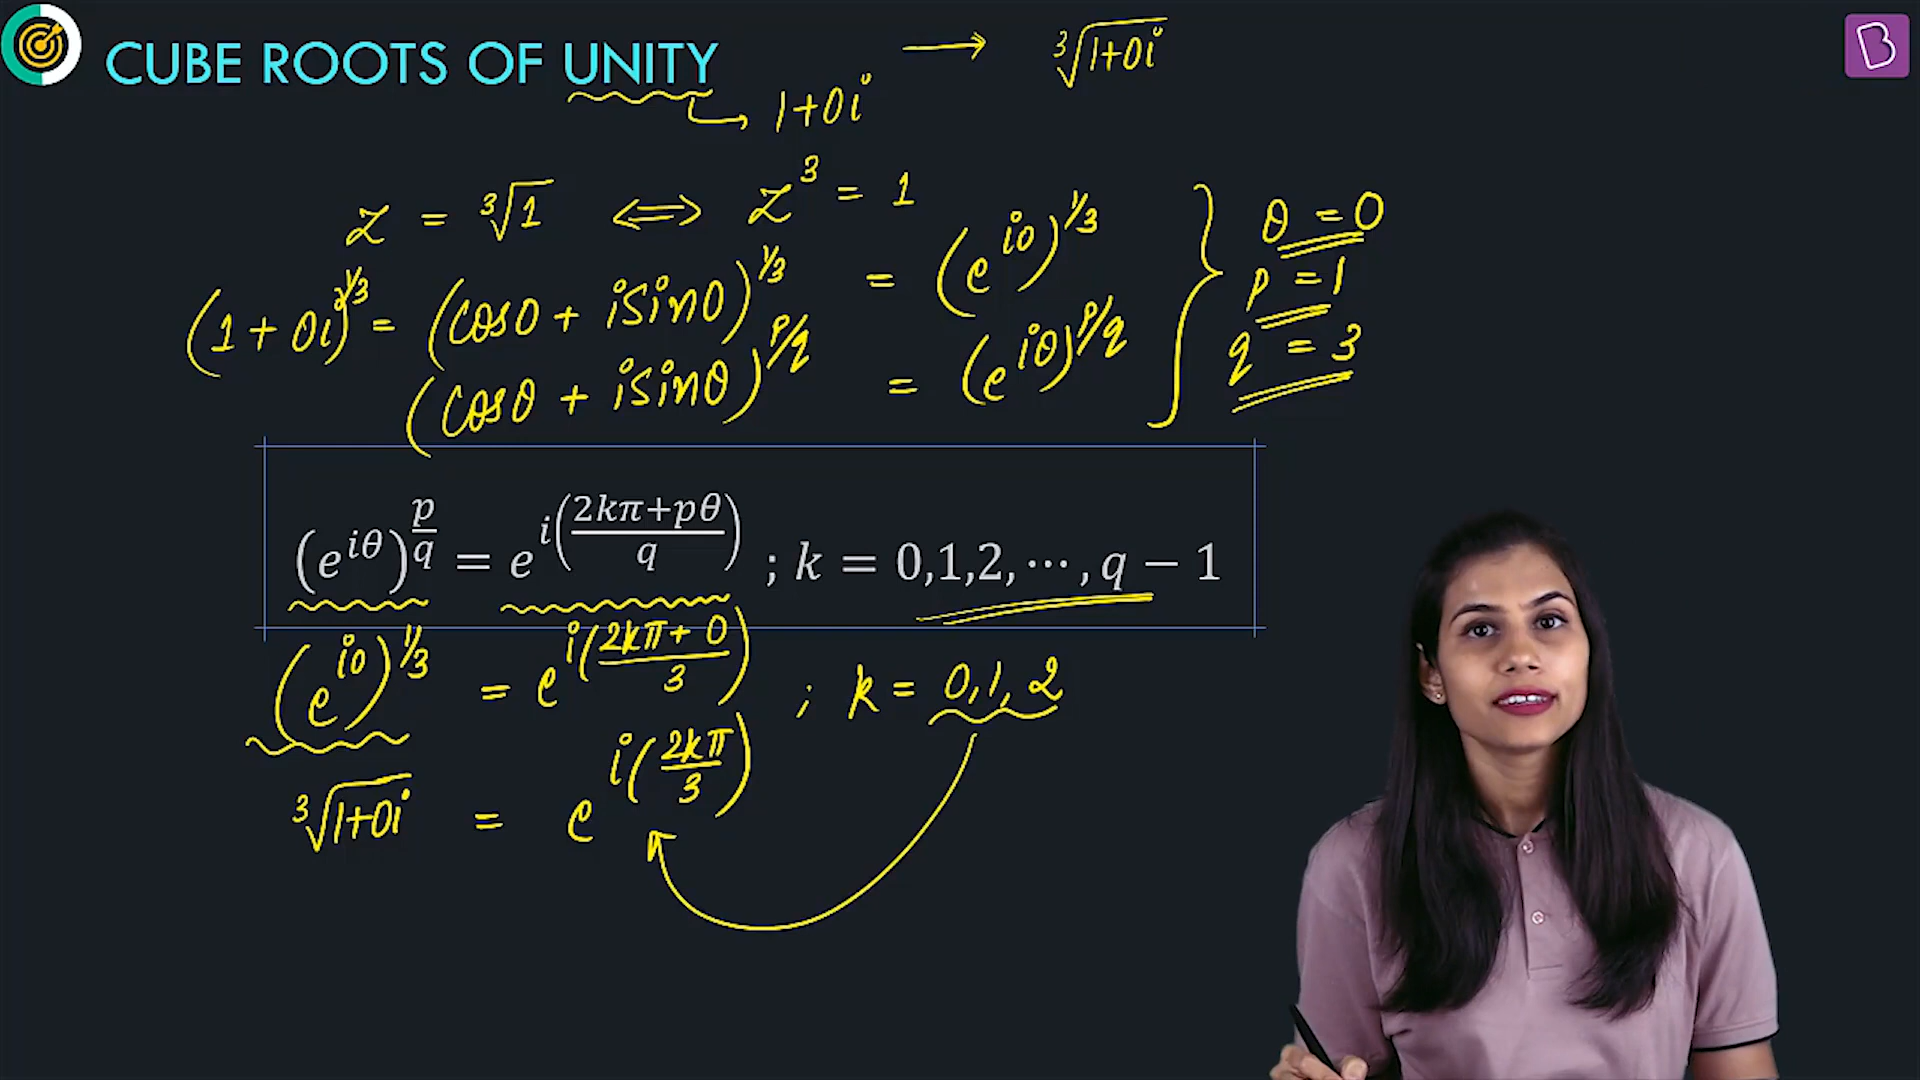 CUBE ROOTS OF UNITY → ∛(1+0i)
↳ 1+0i
z = ∛1 ⟺ z³ = 1
(1+0i)^{1/3} = (cos0 + isin0)^{1/3} = (e^{i0})^{1/3}
(cosθ + isinθ)^{p/q} = (e^{iθ})^{p/q}
θ = 0
p = 1
q = 3
(e^{iθ})^{p/q} = e^{i((2kπ+pθ)/q)} ; k = 0,1,2,⋯,q − 1
(e^{i0})^{1/3} = e^{i((2kπ+0)/3)} ; k = 0,1,2
∛(1+0i) = e^{i(2kπ/3)}
B